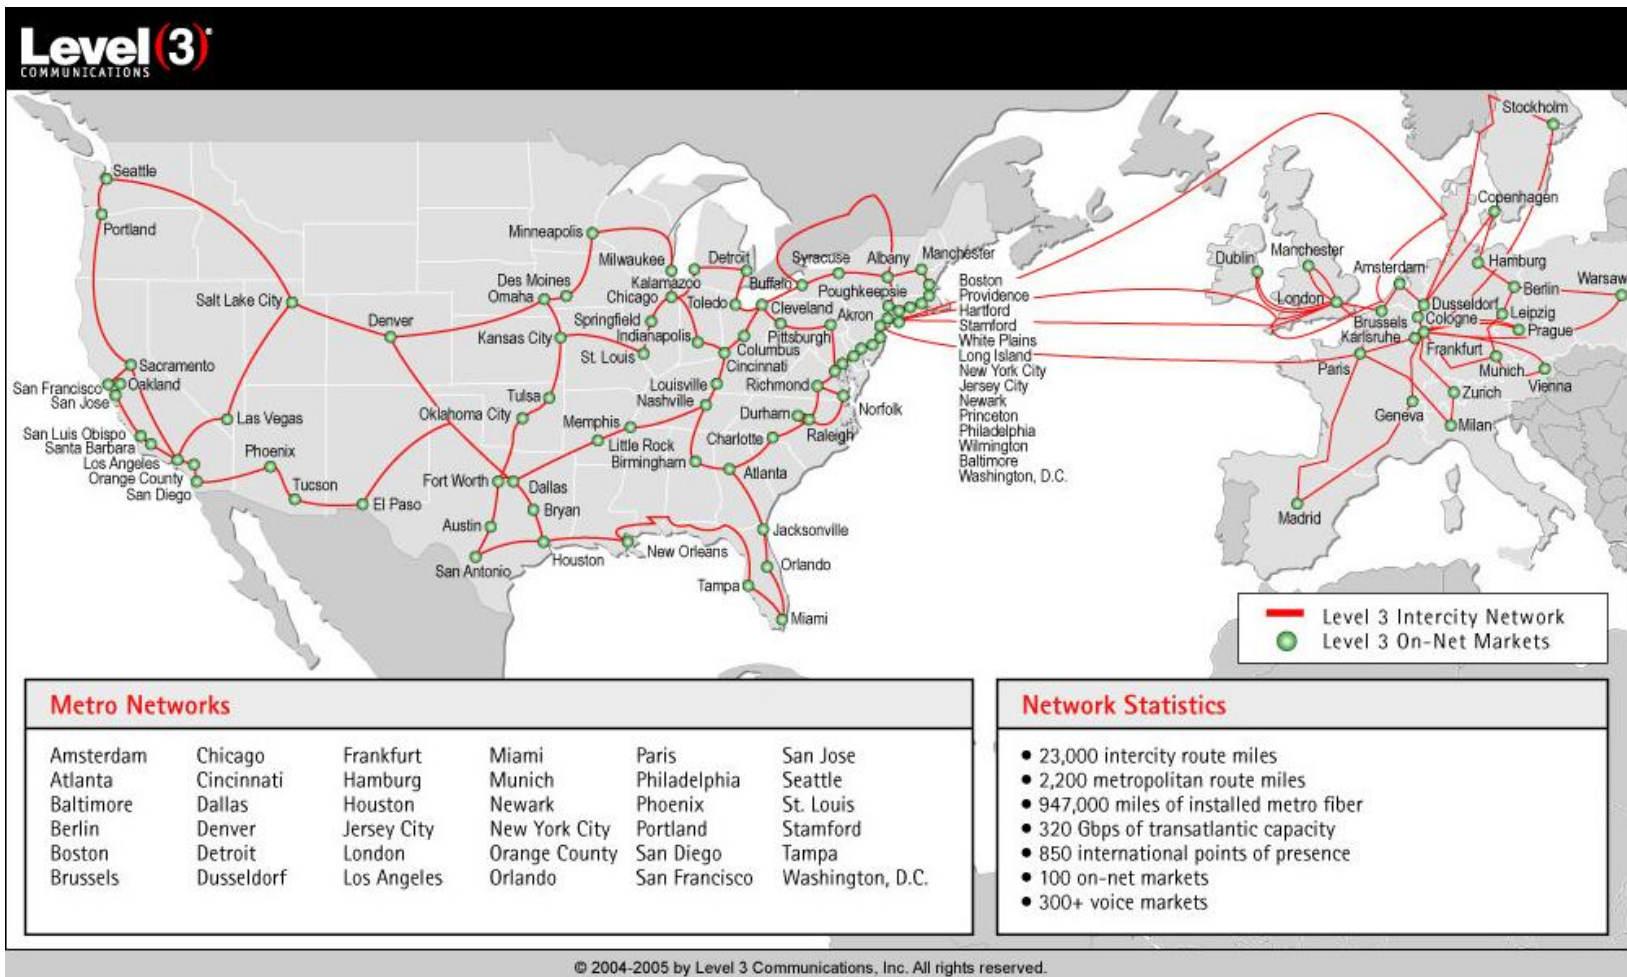 Level(3)®
COMMUNICATIONS
Stockholm
Seattle
Copenhagen
Portland
Minneapolis
Milwaukee
Detroit
Syracuse
Albany
Manchester
Dublin
Manchester
Amsterdam
Hamburg
Des Moines
Kalamazoo
Buffalo
Boston
Warsaw
Salt Lake City
Omaha
Chicago
Toledo
Poughkeepsie
Providence
London
Berlin
Denver
Springfield
Cleveland
Akron
Hartford
Dusseldorf
Leipzig
Kansas City
Indianapolis
Pittsburgh
Stamford
Brussels
Cologne
Prague
St. Louis
Columbus
White Plains
Karlsruhe
Frankfurt
Sacramento
Cincinnati
Long Island
Paris
Munich
San Francisco
Oakland
Louisville
Richmond
New York City
Vienna
San Jose
Tulsa
Nashville
Jersey City
Zurich
Las Vegas
Oklahoma City
Memphis
Durham
Norfolk
Newark
Geneva
Milan
San Luis Obispo
Princeton
Santa Barbara
Phoenix
Little Rock
Charlotte
Raleigh
Philadelphia
Los Angeles
Birmingham
Atlanta
Wilmington
Orange County
Tucson
Fort Worth
Dallas
Baltimore
San Diego
El Paso
Washington, D.C.
Bryan
Madrid
Austin
Jacksonville
San Antonio
Houston
New Orleans
Orlando
Tampa
Miami
Level 3 Intercity Network
Level 3 On-Net Markets
Metro Networks
Amsterdam Chicago Frankfurt Miami Paris San Jose
Atlanta Cincinnati Hamburg Munich Philadelphia Seattle
Baltimore Dallas Houston Newark Phoenix St. Louis
Berlin Denver Jersey City New York City Portland Stamford
Boston Detroit London Orange County San Diego Tampa
Brussels Dusseldorf Los Angeles Orlando San Francisco Washington, D.C.
Network Statistics
• 23,000 intercity route miles
• 2,200 metropolitan route miles
• 947,000 miles of installed metro fiber
• 320 Gbps of transatlantic capacity
• 850 international points of presence
• 100 on-net markets
• 300+ voice markets
© 2004-2005 by Level 3 Communications, Inc. All rights reserved.